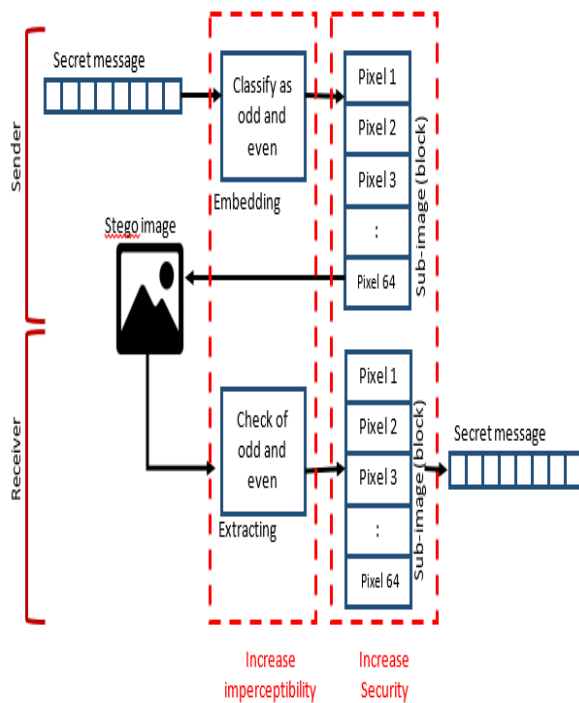 Sender
Secret message
Classify as
odd and
even
Embedding
Pixel 1
Pixel 2
Pixel 3
:
Pixel 64
Sub-image (block)
Stego image
Receiver
Check of
odd and
even
Extracting
Pixel 1
Pixel 2
Pixel 3
:
Pixel 64
Sub-image (block)
Secret message
Increase
imperceptibility
Increase
Security